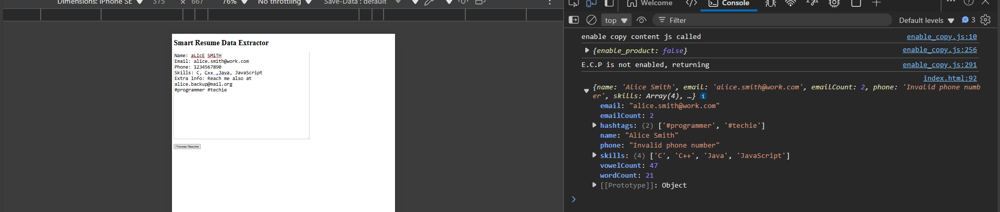 Dimensions: iPhone SE 375 × 667 76% No throttling Save-Data : default
Smart Resume Data Extractor
Name: aLIcE SMiTH
Email: alice.smith@work.com
Phone: 1234567890
Skills: C, C++ ,Java, JavaScript
Extra Info: Reach me also at
alice.backup@mail.org
#programmer #techie
Process Resume
Welcome Console
top Filter Default levels 3
enable copy content js called enable_copy.js:10
{enable_product: false} enable_copy.js:256
E.C.P is not enabled, returning enable_copy.js:291
index.html:92
{name: 'Alice Smith', email: 'alice.smith@work.com', emailCount: 2, phone: 'Invalid phone numb
er', skills: Array(4), …}
email: "alice.smith@work.com"
emailCount: 2
hashtags: (2) ['#programmer', '#techie']
name: "Alice Smith"
phone: "Invalid phone number"
skills: (4) ['C', 'C++', 'Java', 'JavaScript']
vowelCount: 47
wordCount: 21
[[Prototype]]: Object